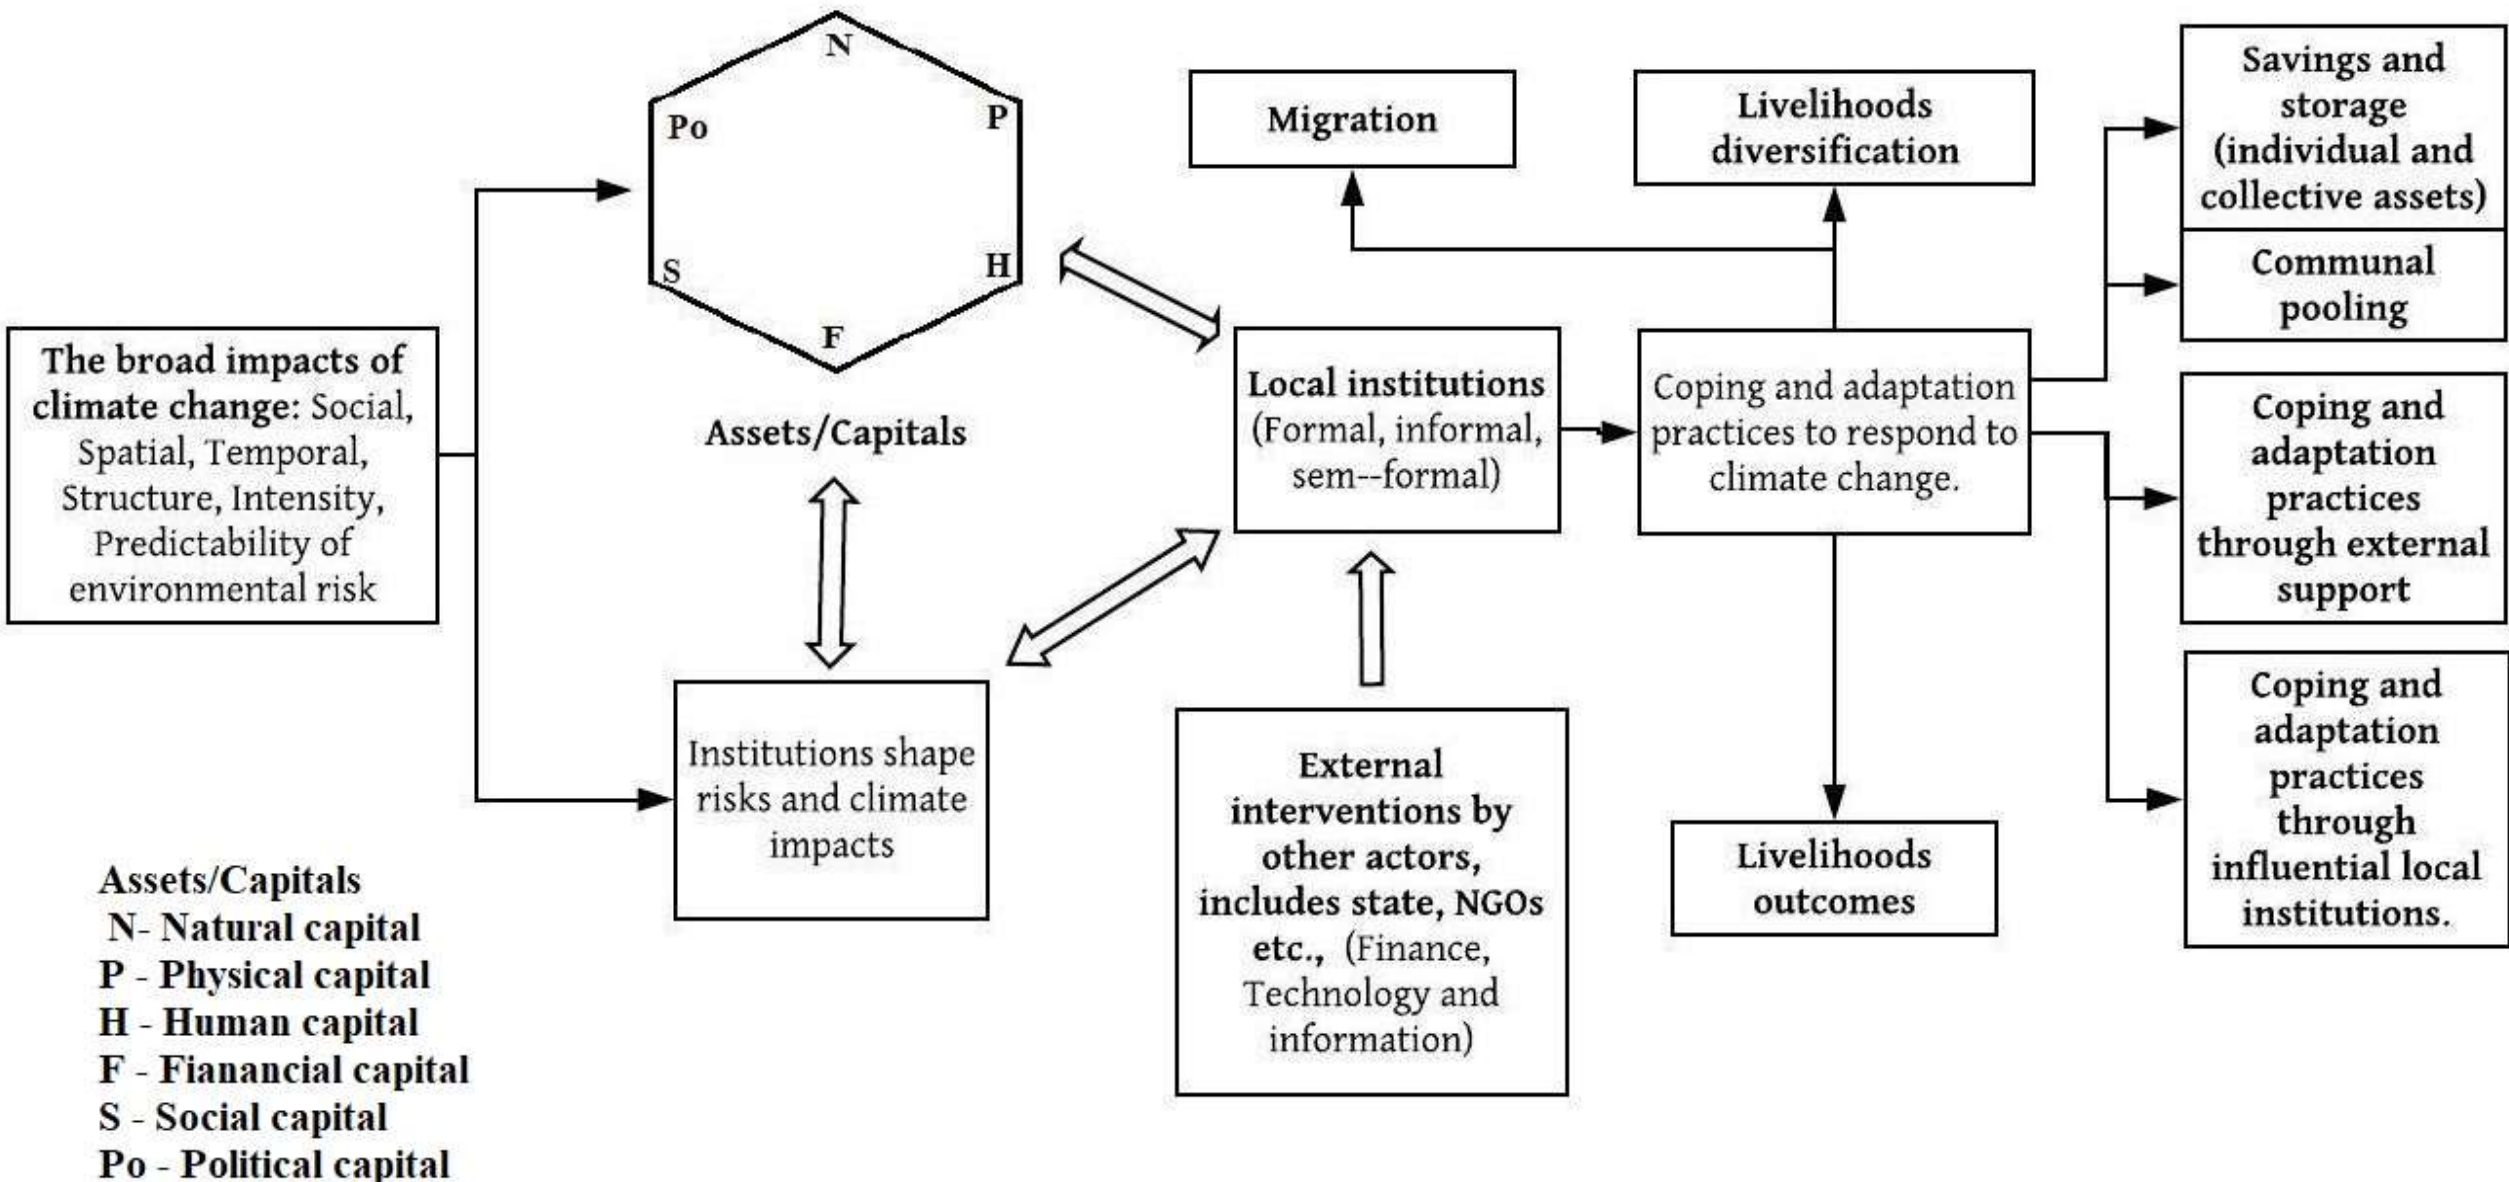 The broad impacts of
climate change: Social,
Spatial, Temporal,
Structure, Intensity,
Predictability of
environmental risk
N
Po
P
S
H
F
Assets/Capitals
Institutions shape
risks and climate
impacts
Migration
Livelihoods
diversification
Local institutions
(Formal, informal,
sem--formal)
Coping and adaptation
practices to respond to
climate change.
External
interventions by
other actors,
includes state, NGOs
etc., (Finance,
Technology and
information)
Livelihoods
outcomes
Savings and
storage
(individual and
collective assets)
Communal
pooling
Coping and
adaptation
practices
through external
support
Coping and
adaptation
practices
through
influential local
institutions.
Assets/Capitals
N- Natural capital
P - Physical capital
H - Human capital
F - Fianancial capital
S - Social capital
Po - Political capital